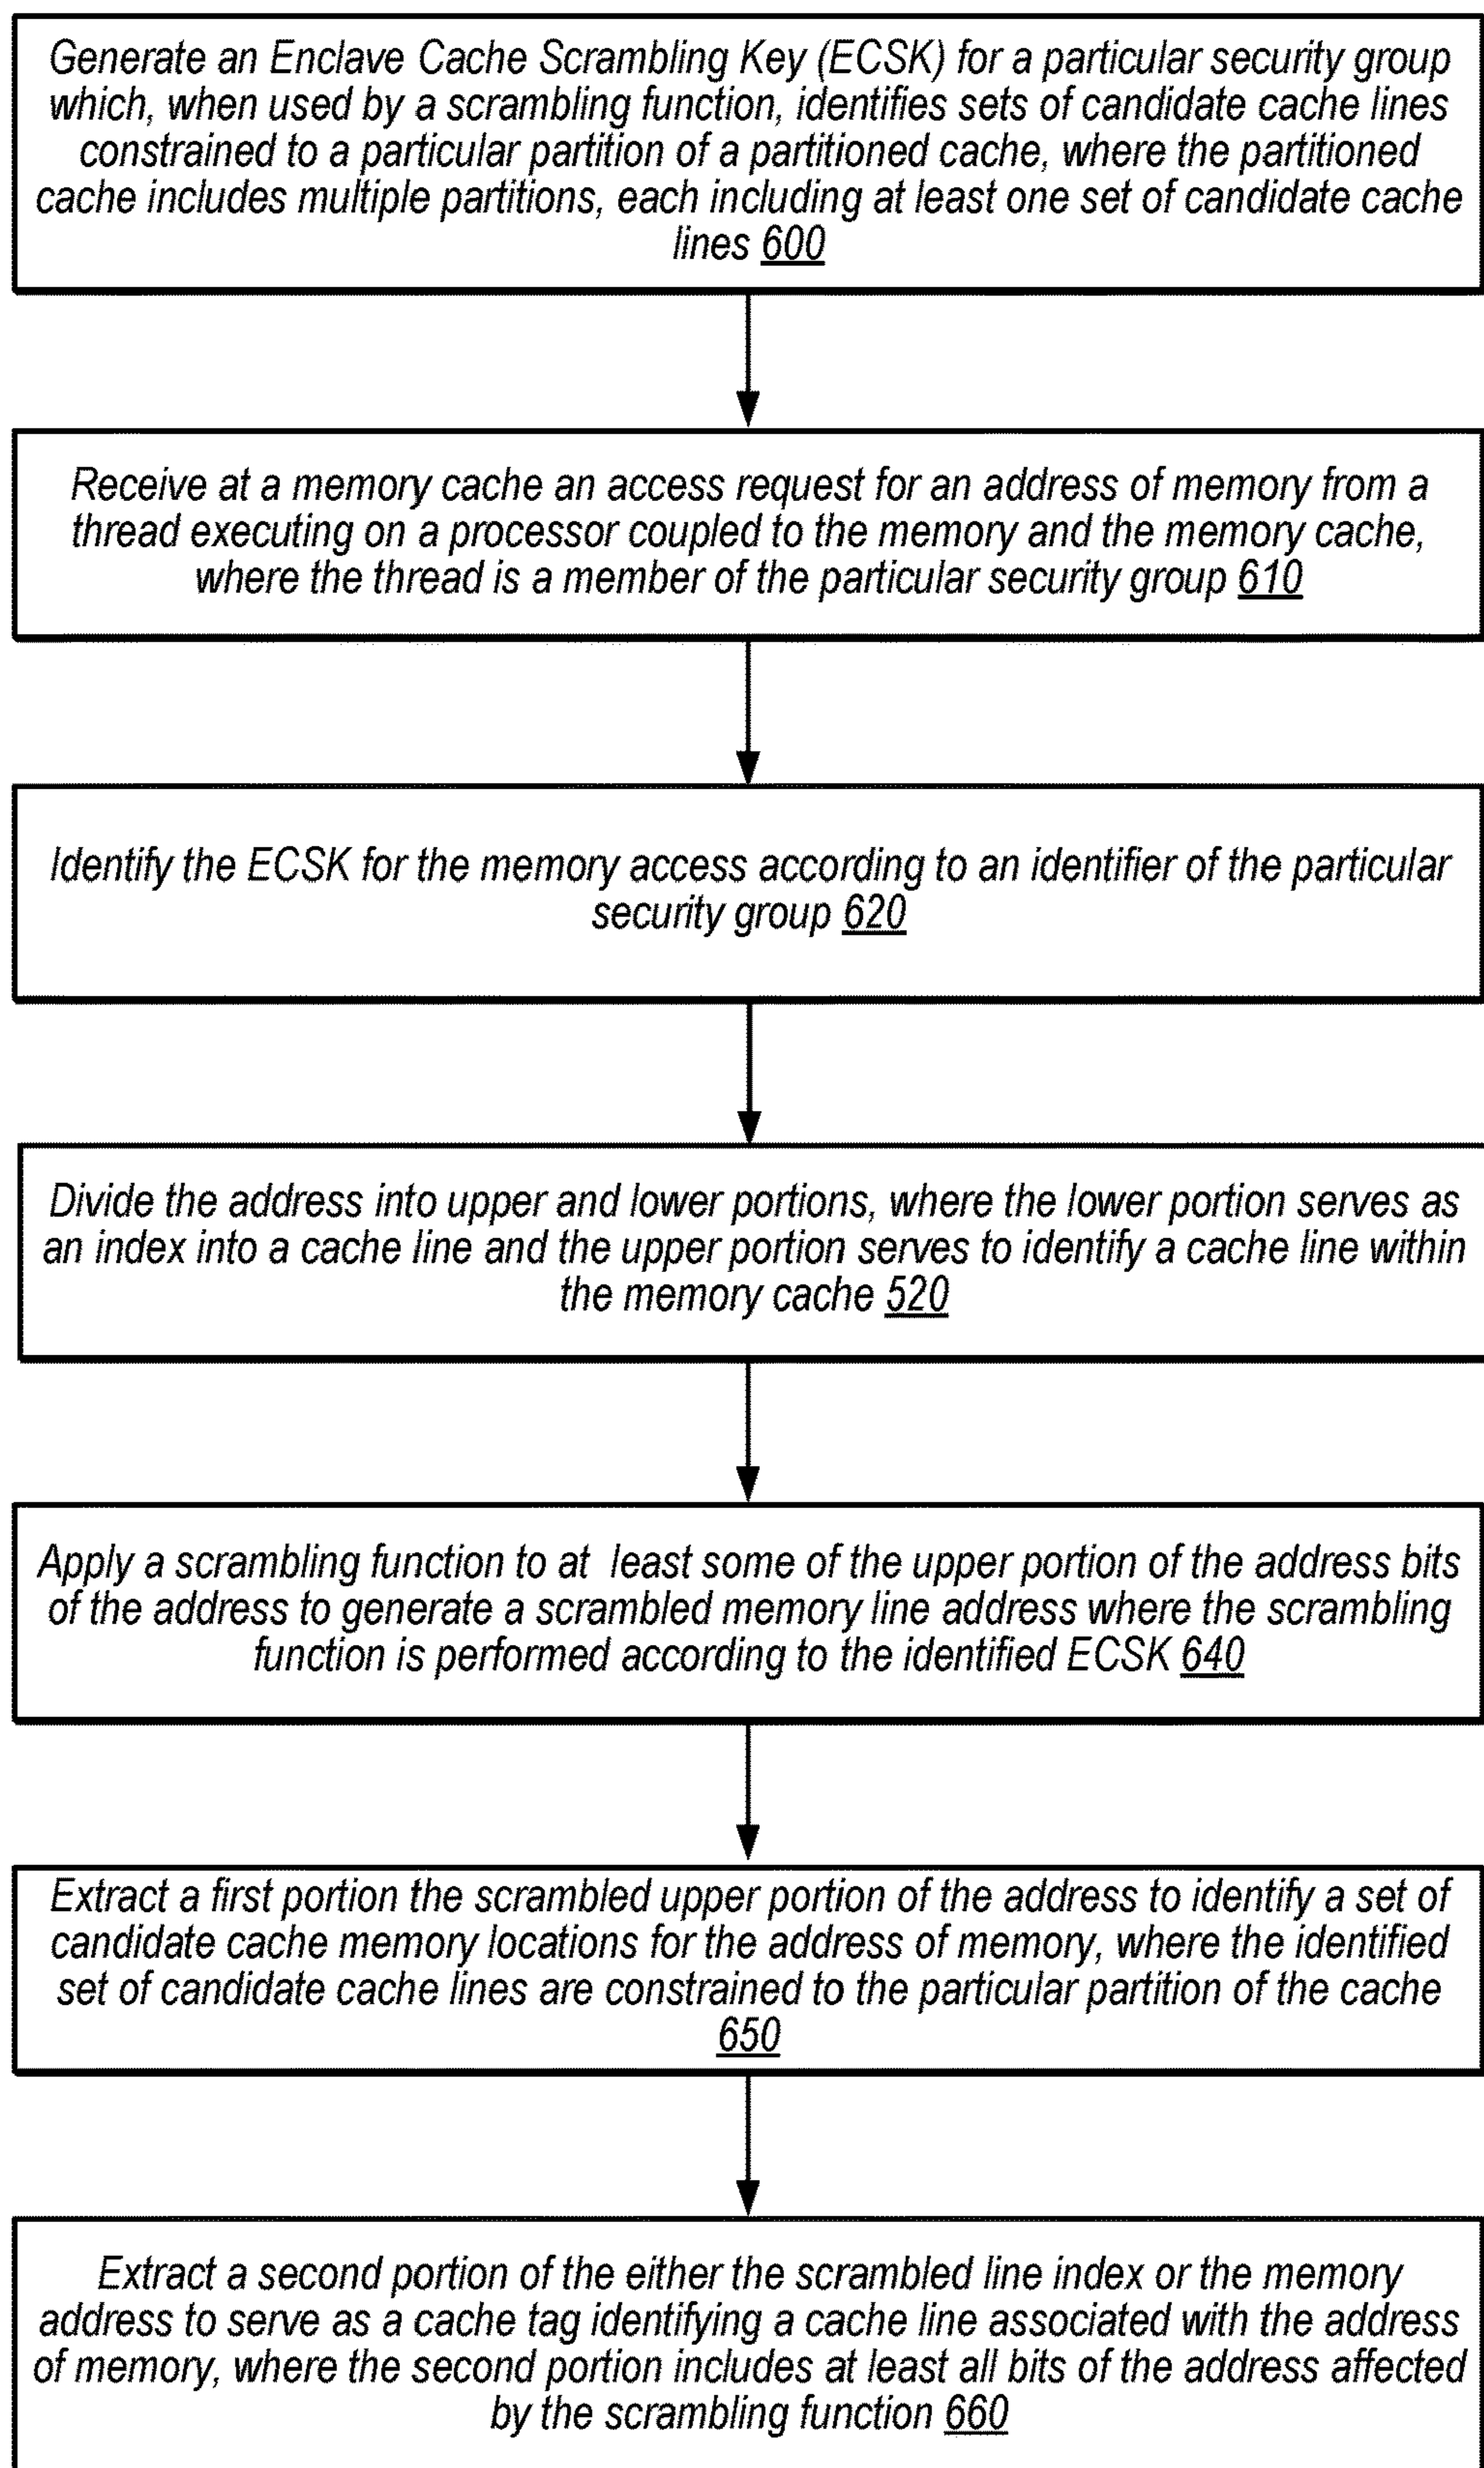 Generate an Enclave Cache Scrambling Key (ECSK) for a particular security group
which, when used by a scrambling function, identifies sets of candidate cache lines
constrained to a particular partition of a partitioned cache, where the partitioned
cache includes multiple partitions, each including at least one set of candidate cache
lines 600
Receive at a memory cache an access request for an address of memory from a
thread executing on a processor coupled to the memory and the memory cache,
where the thread is a member of the particular security group 610
Identify the ECSK for the memory access according to an identifier of the particular
security group 620
Divide the address into upper and lower portions, where the lower portion serves as
an index into a cache line and the upper portion serves to identify a cache line within
the memory cache 520
Apply a scrambling function to at least some of the upper portion of the address bits
of the address to generate a scrambled memory line address where the scrambling
function is performed according to the identified ECSK 640
Extract a first portion the scrambled upper portion of the address to identify a set of
candidate cache memory locations for the address of memory, where the identified
set of candidate cache lines are constrained to the particular partition of the cache
650
Extract a second portion of the either the scrambled line index or the memory
address to serve as a cache tag identifying a cache line associated with the address
of memory, where the second portion includes at least all bits of the address affected
by the scrambling function 660